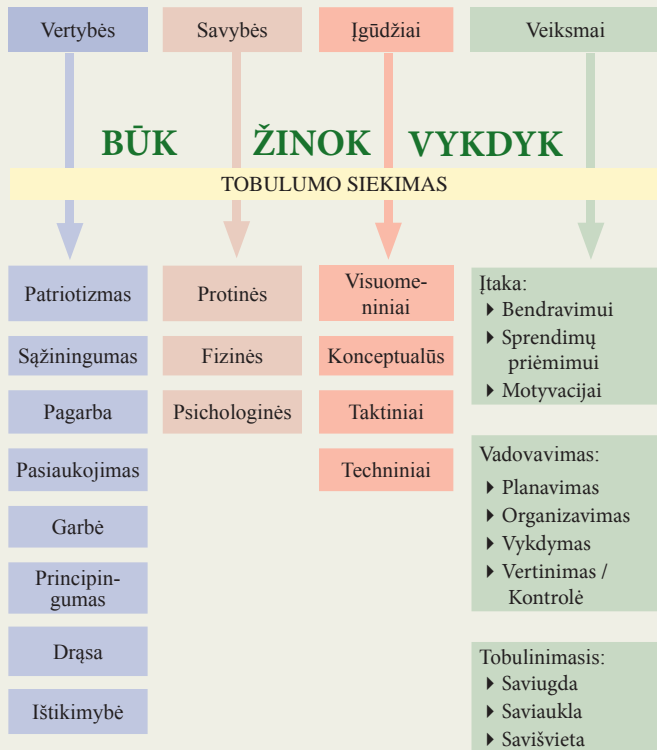 Vertybės
Savybės
Įgūdžiai
Veiksmai
BŪK
ŽINOK
VYKDYK
TOBULUMO SIEKIMAS
Patriotizmas
Sąžiningumas
Pagarba
Pasiaukojimas
Garbė
Principin-
gumas
Drąsa
Ištikimybė
Protinės
Fizinės
Psichologinės
Visuome-
niniai
Konceptualūs
Taktiniai
Techniniai
Įtaka:
Bendravimui
Sprendimų
priėmimui
Motyvacijai
Vadovavimas:
Planavimas
Organizavimas
Vykdymas
Vertinimas /
Kontrolė
Tobulinimasis:
Saviugda
Saviaukla
Savišvieta